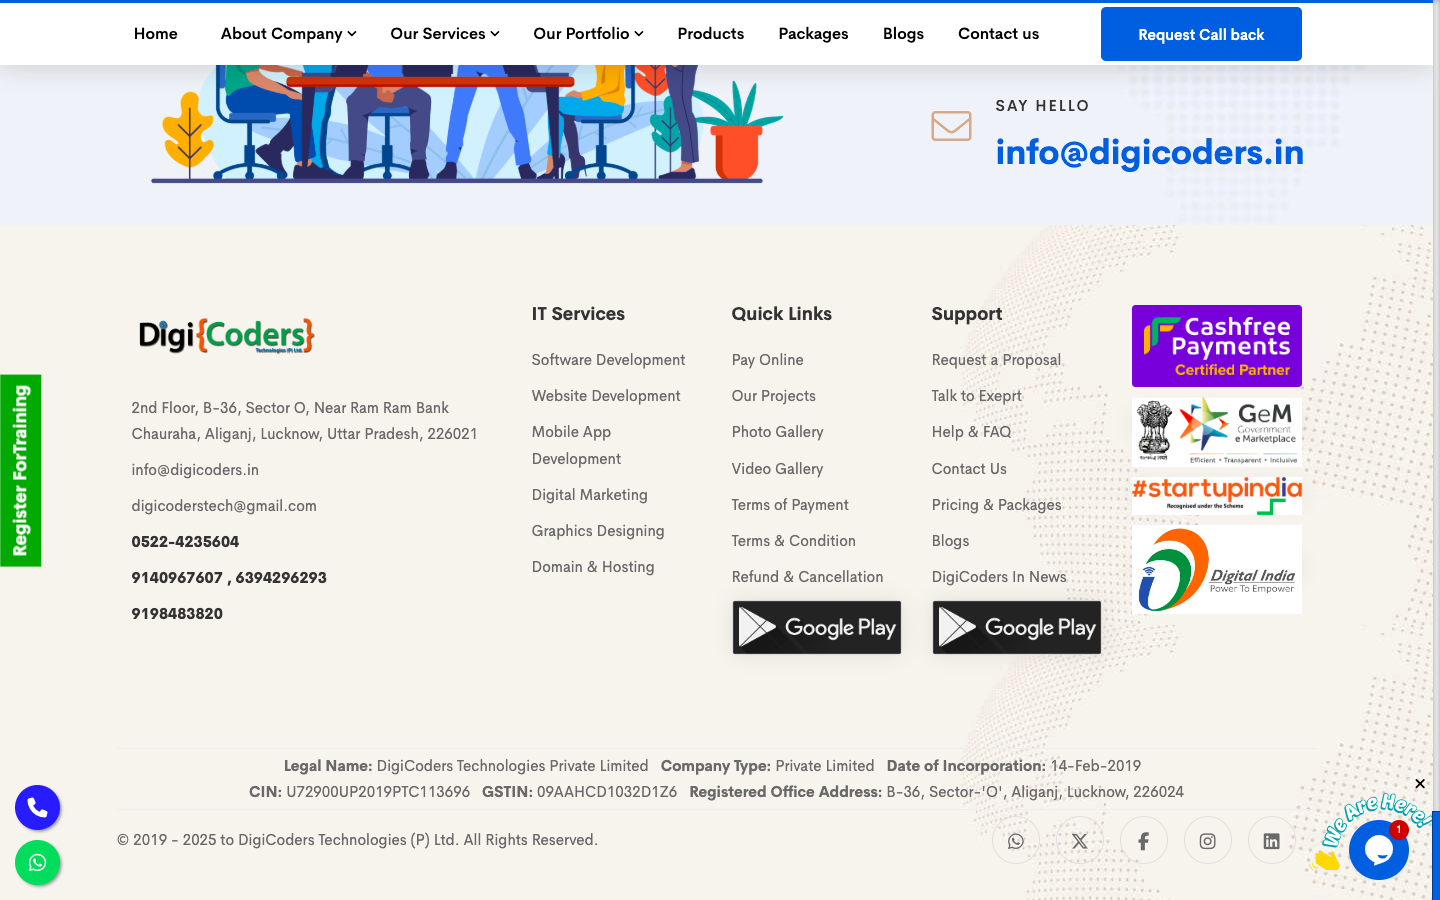 Home About Company Our Services Our Portfolio Products Packages Blogs Contact us Request Call back
SAY HELLO
info@digicoders.in
Digi{Coders}
Technologies (P) Ltd.
2nd Floor, B-36, Sector O, Near Ram Ram Bank
Chauraha, Aliganj, Lucknow, Uttar Pradesh, 226021
info@digicoders.in
digicoderstech@gmail.com
0522-4235604
9140967607 , 6394296293
9198483820
IT Services
Software Development
Website Development
Mobile App
Development
Digital Marketing
Graphics Designing
Domain & Hosting
Quick Links
Pay Online
Our Projects
Photo Gallery
Video Gallery
Terms of Payment
Terms & Condition
Refund & Cancellation
Google Play
Support
Request a Proposal
Talk to Exeprt
Help & FAQ
Contact Us
Pricing & Packages
Blogs
DigiCoders In News
Google Play
Cashfree
Payments
Certified Partner
GeM
Government
e Marketplace
Efficient • Transparent • Inclusive
#startupindia
Recognised under the Scheme
Digital India
Power To Empower
Register ForTraining
Legal Name: DigiCoders Technologies Private Limited Company Type: Private Limited Date of Incorporation: 14-Feb-2019
CIN: U72900UP2019PTC113696 GSTIN: 09AAHCD1032D1Z6 Registered Office Address: B-36, Sector-'O', Aliganj, Lucknow, 226024
© 2019 - 2025 to DigiCoders Technologies (P) Ltd. All Rights Reserved.
We Are Here!
1